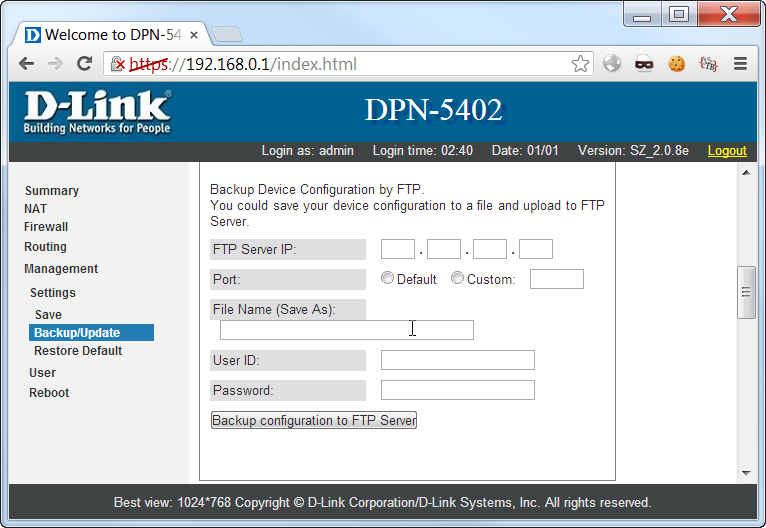 Welcome to DPN-54
https://192.168.0.1/index.html
D-Link
Building Networks for People
DPN-5402
Login as: admin Login time: 02:40 Date: 01/01 Version: SZ_2.0.8e Logout
Summary
NAT
Firewall
Routing
Management
Settings
Save
Backup/Update
Restore Default
User
Reboot
Backup Device Configuration by FTP.
You could save your device configuration to a file and upload to FTP
Server.
FTP Server IP: . . .
Port: Default Custom:
File Name (Save As):
User ID:
Password:
Backup configuration to FTP Server
Best view: 1024*768 Copyright © D-Link Corporation/D-Link Systems, Inc. All rights reserved.